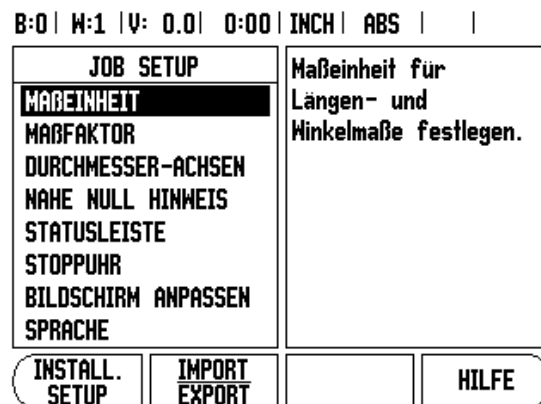 B:0 | W:1 | V: 0.0 | 0:00 | INCH | ABS | |
JOB SETUP
MAßEINHEIT
MAßFAKTOR
DURCHMESSER-ACHSEN
NAHE NULL HINWEIS
STATUSLEISTE
STOPPUHR
BILDSCHIRM ANPASSEN
SPRACHE
Maßeinheit für
Längen- und
Winkelmaße festlegen.
INSTALL.
SETUP
IMPORT
EXPORT
HILFE